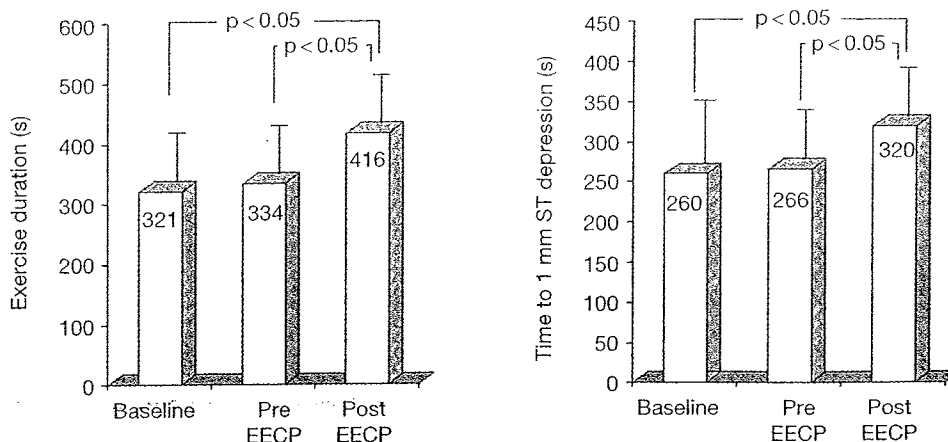 Exercise duration (s)
600
500
400
300
200
100
0
p < 0.05
p < 0.05
321
334
416
Baseline
Pre
EECP
Post
EECP
Time to 1 mm ST depression (s)
450
400
350
300
250
200
150
100
50
0
p < 0.05
p < 0.05
260
266
320
Baseline
Pre
EECP
Post
EECP